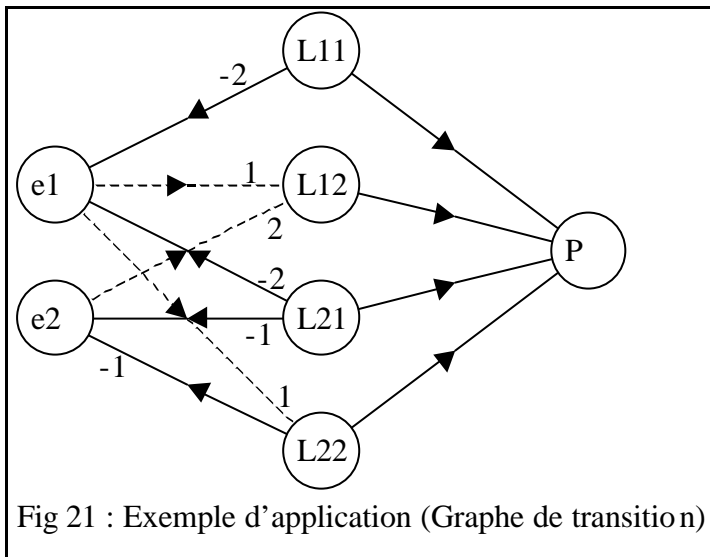 L11
-2
e1
1
L12
2
P
-2
e2
L21
-1
-1
1
L22
Fig 21 : Exemple d'application (Graphe de transition)